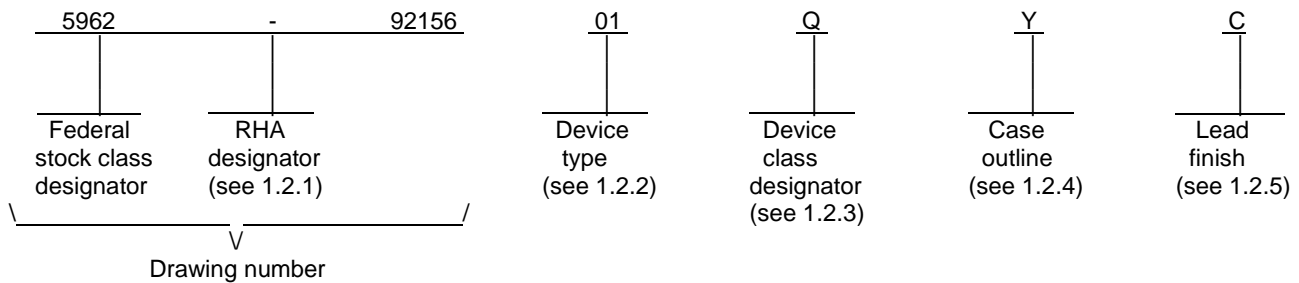 5962 - 92156 01 Q Y C
Federal stock class designator
RHA designator (see 1.2.1)
Device type (see 1.2.2)
Device class designator (see 1.2.3)
Case outline (see 1.2.4)
Lead finish (see 1.2.5)
\ /
\/
Drawing number